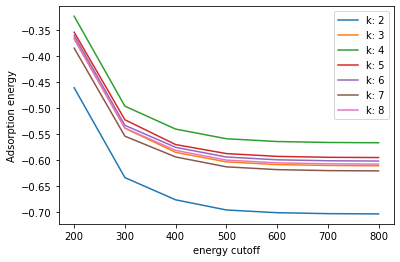 k: 2
k: 3
k: 4
k: 5
k: 6
k: 7
k: 8
−0.35
−0.40
−0.45
−0.50
−0.55
−0.60
−0.65
−0.70
Adsorption energy
200 300 400 500 600 700 800
energy cutoff